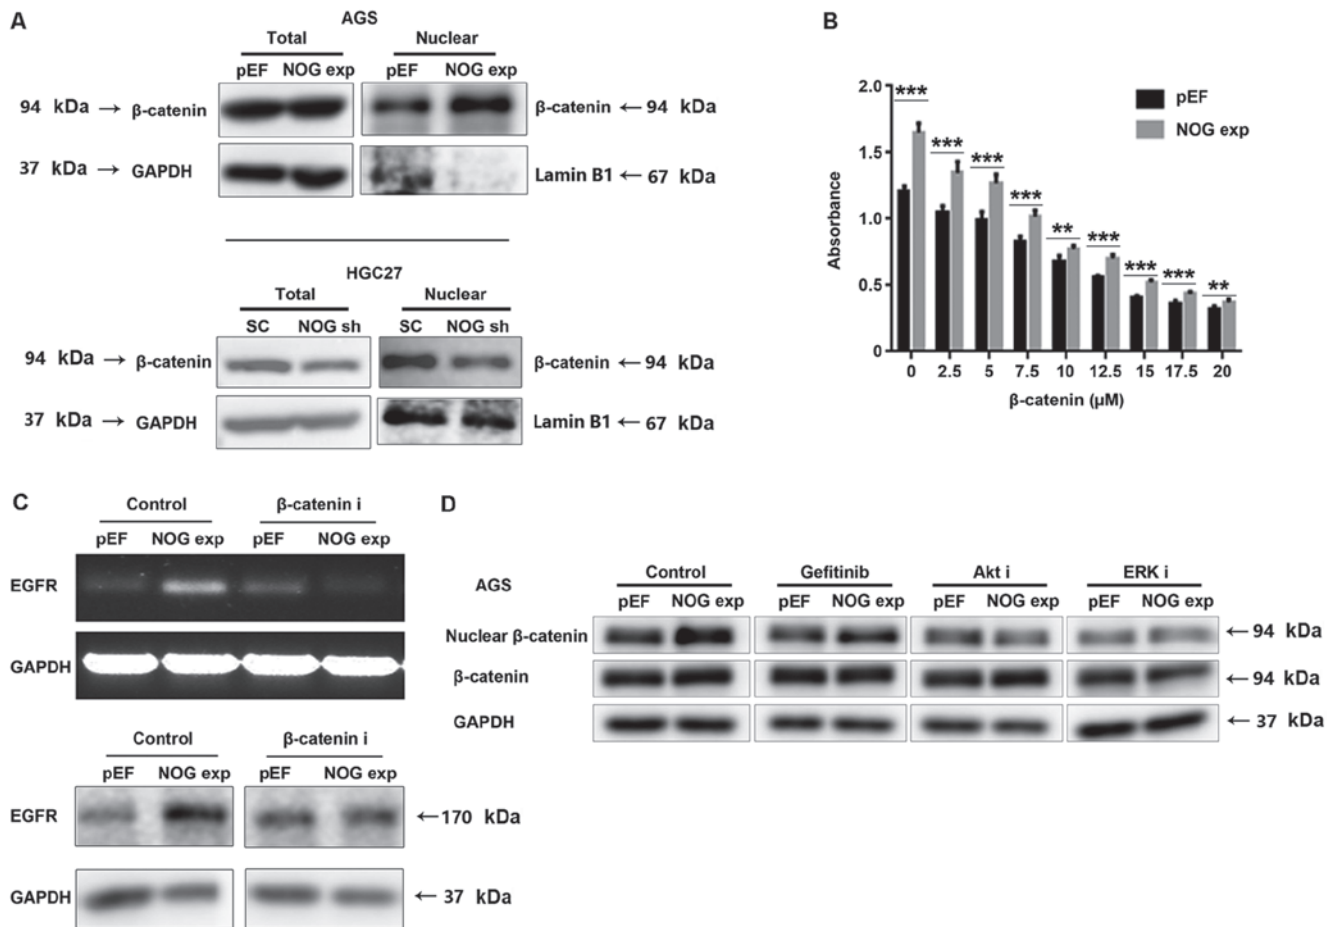 A
AGS
Total Nuclear
pEF NOG exp pEF NOG exp
94 kDa → β-catenin β-catenin ← 94 kDa
37 kDa → GAPDH Lamin B1 ← 67 kDa
HGC27
Total Nuclear
SC NOG sh SC NOG sh
94 kDa → β-catenin β-catenin ← 94 kDa
37 kDa → GAPDH Lamin B1 ← 67 kDa
B
2.0
1.5
1.0
0.5
0
Absorbance
*** *** *** *** ** *** *** *** **
pEF
NOG exp
0 2.5 5 7.5 10 12.5 15 17.5 20
β-catenin (μM)
C
Control β-catenin i
pEF NOG exp pEF NOG exp
EGFR
GAPDH
Control β-catenin i
pEF NOG exp pEF NOG exp
EGFR ← 170 kDa
GAPDH ← 37 kDa
D
AGS Control Gefitinib Akt i ERK i
pEF NOG exp pEF NOG exp pEF NOG exp pEF NOG exp
Nuclear β-catenin ← 94 kDa
β-catenin ← 94 kDa
GAPDH ← 37 kDa